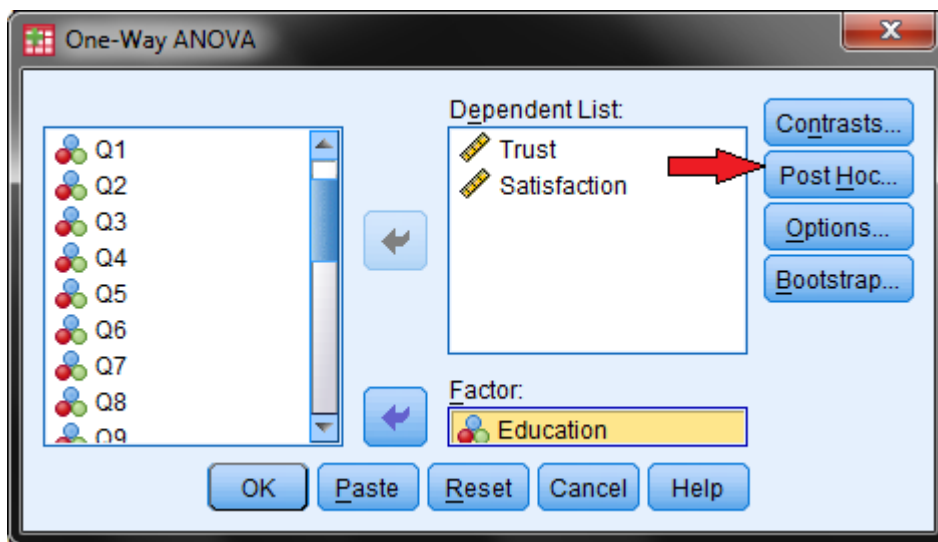 One-Way ANOVA
Q1
Q2
Q3
Q4
Q5
Q6
Q7
Q8
Q9
Dependent List:
Trust
Satisfaction
Factor:
Education
Contrasts...
Post Hoc...
Options...
Bootstrap...
OK
Paste
Reset
Cancel
Help